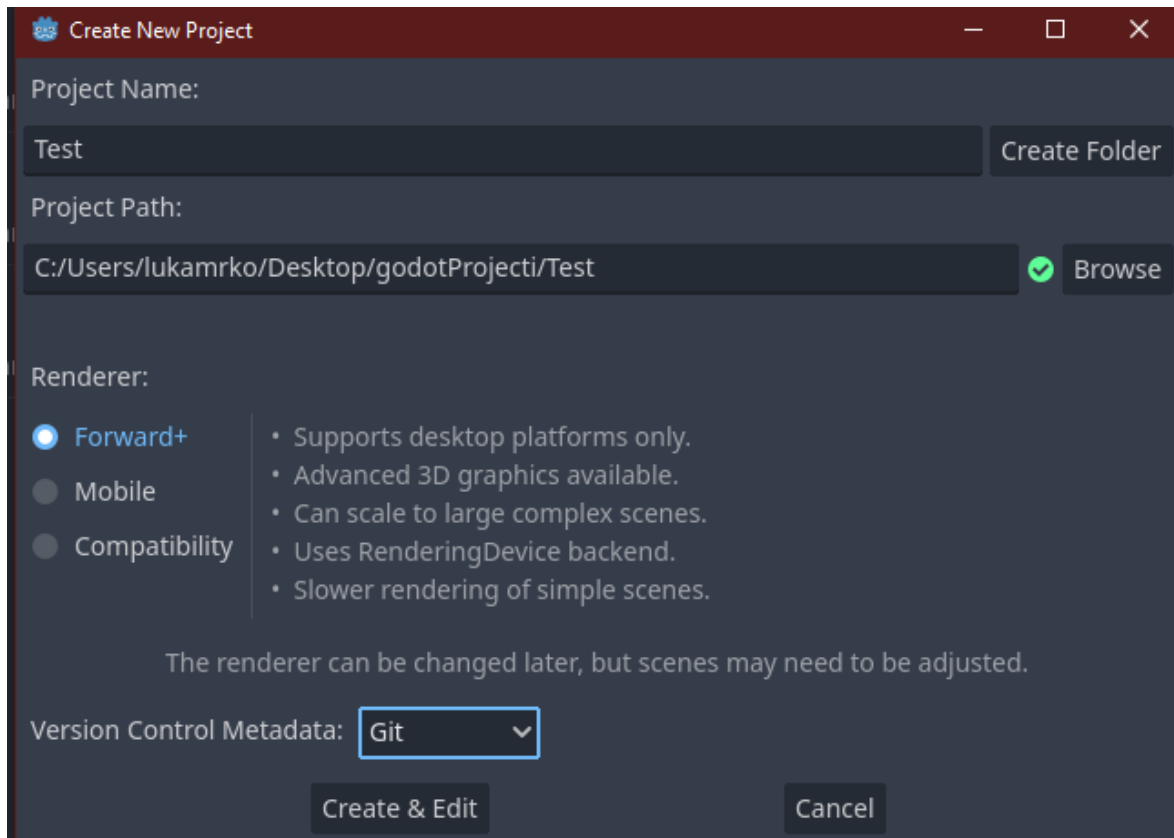 Create New Project
Project Name:
Test
Create Folder
Project Path:
C:/Users/lukamrko/Desktop/godotProjecti/Test
Browse
Renderer:
Forward+
Mobile
Compatibility
• Supports desktop platforms only.
• Advanced 3D graphics available.
• Can scale to large complex scenes.
• Uses RenderingDevice backend.
• Slower rendering of simple scenes.
The renderer can be changed later, but scenes may need to be adjusted.
Version Control Metadata:
Git
Create & Edit
Cancel